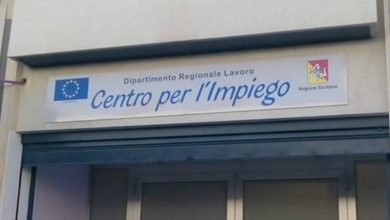 Dipartimento Regionale Lavoro
Centro per l'Impiego
Regione Siciliana